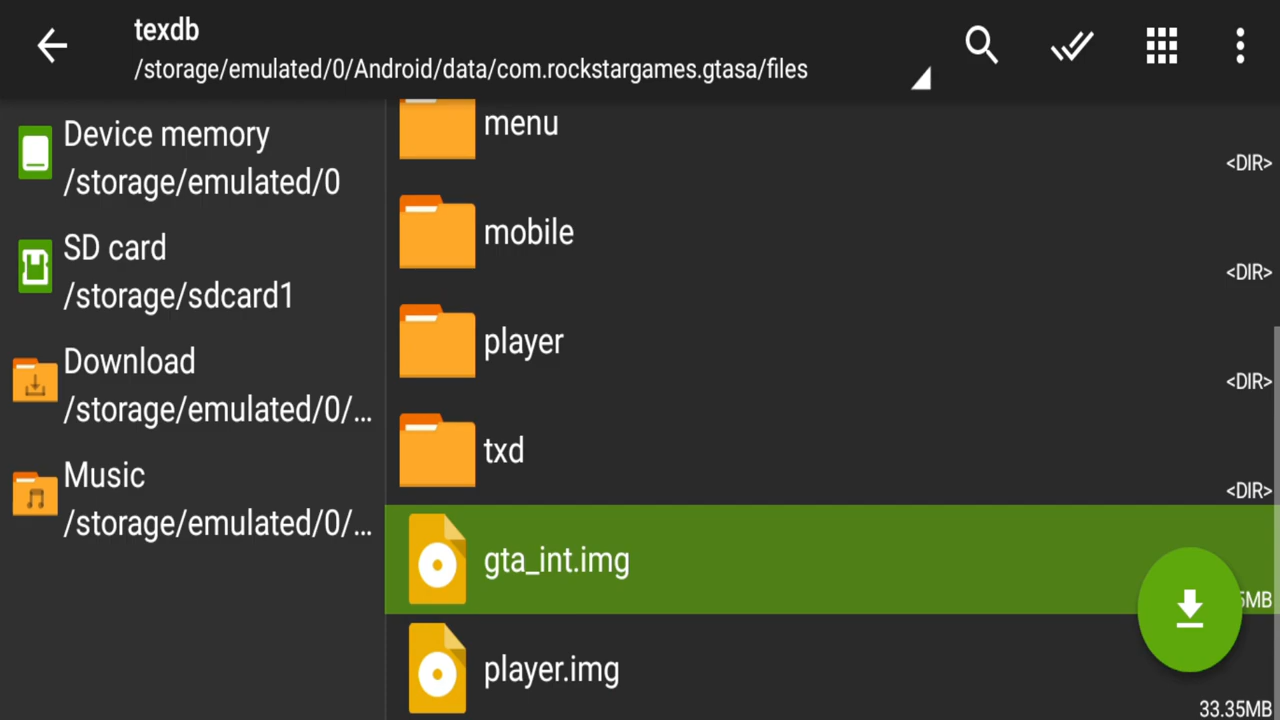 texdb
/storage/emulated/0/Android/data/com.rockstargames.gtasa/files
Device memory
/storage/emulated/0
SD card
/storage/sdcard1
Download
/storage/emulated/0/...
Music
/storage/emulated/0/...
menu
<DIR>
mobile
<DIR>
player
<DIR>
txd
<DIR>
gta_int.img
5MB
player.img
33.35MB